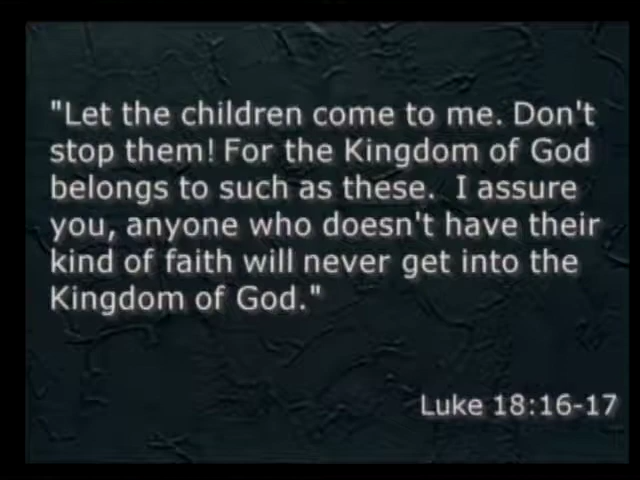 "Let the children come to me. Don't
stop them! For the Kingdom of God
belongs to such as these.  I assure
you, anyone who doesn't have their
kind of faith will never get into the
Kingdom of God."
Luke 18:16-17